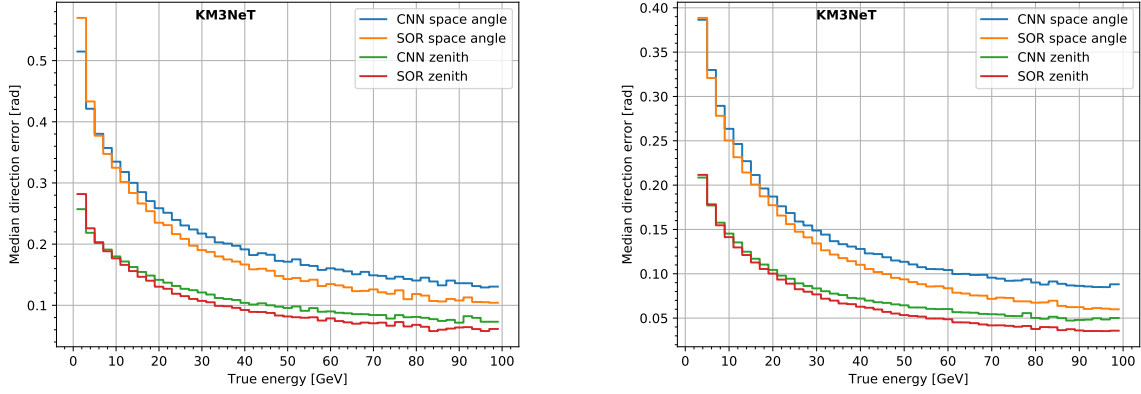 KM3NeT
CNN space angle
SOR space angle
CNN zenith
SOR zenith
Median direction error [rad]
0.5
0.4
0.3
0.2
0.1
0 10 20 30 40 50 60 70 80 90 100
True energy [GeV]
KM3NeT
CNN space angle
SOR space angle
CNN zenith
SOR zenith
Median direction error [rad]
0.40
0.35
0.30
0.25
0.20
0.15
0.10
0.05
0 10 20 30 40 50 60 70 80 90 100
True energy [GeV]